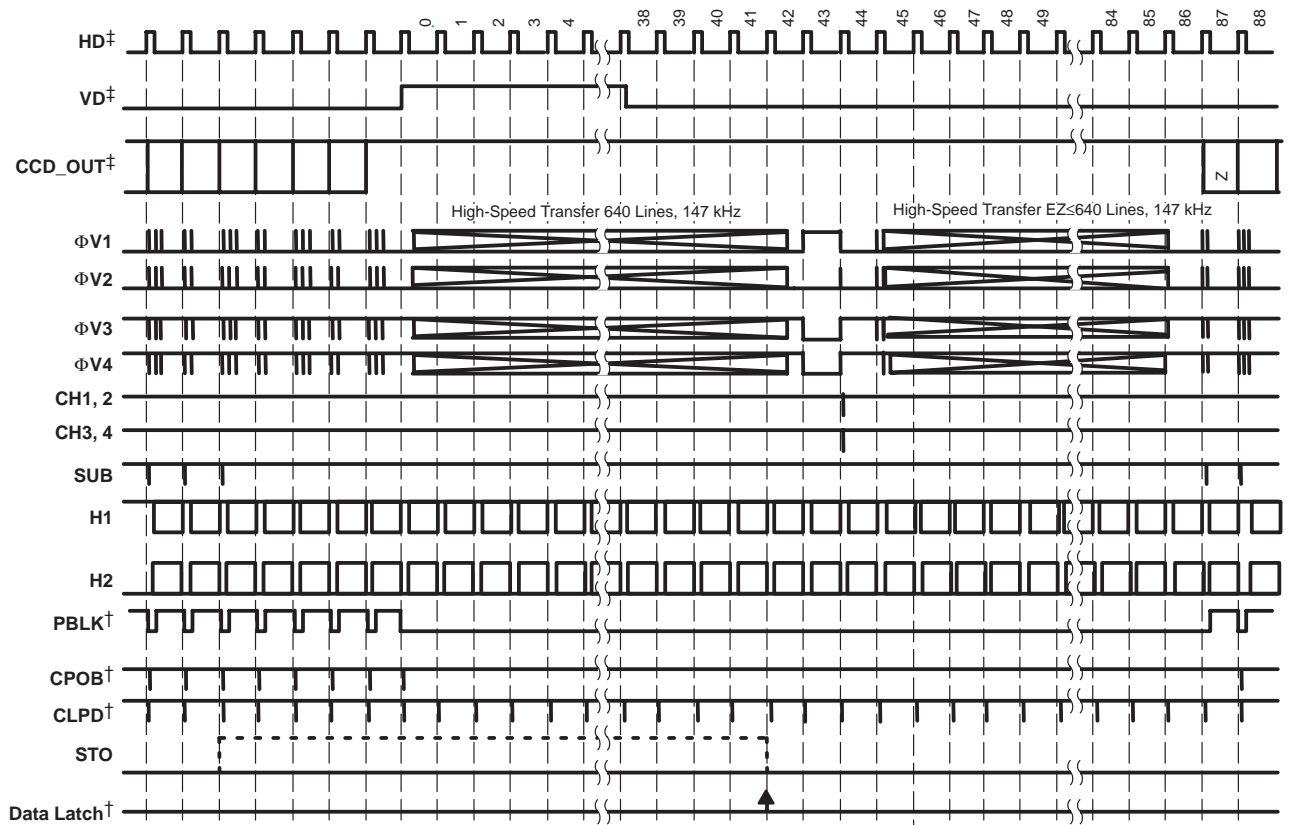 0 1 2 3 4 38 39 40 41 42 43 44 45 46 47 48 49 84 85 86 87 88
HD‡
VD‡
CCD_OUT‡
Z
High-Speed Transfer 640 Lines, 147 kHz
High-Speed Transfer EZ≤640 Lines, 147 kHz
ΦV1
ΦV2
ΦV3
ΦV4
CH1, 2
CH3, 4
SUB
H1
H2
PBLK†
CPOB†
CLPD†
STO
Data Latch†